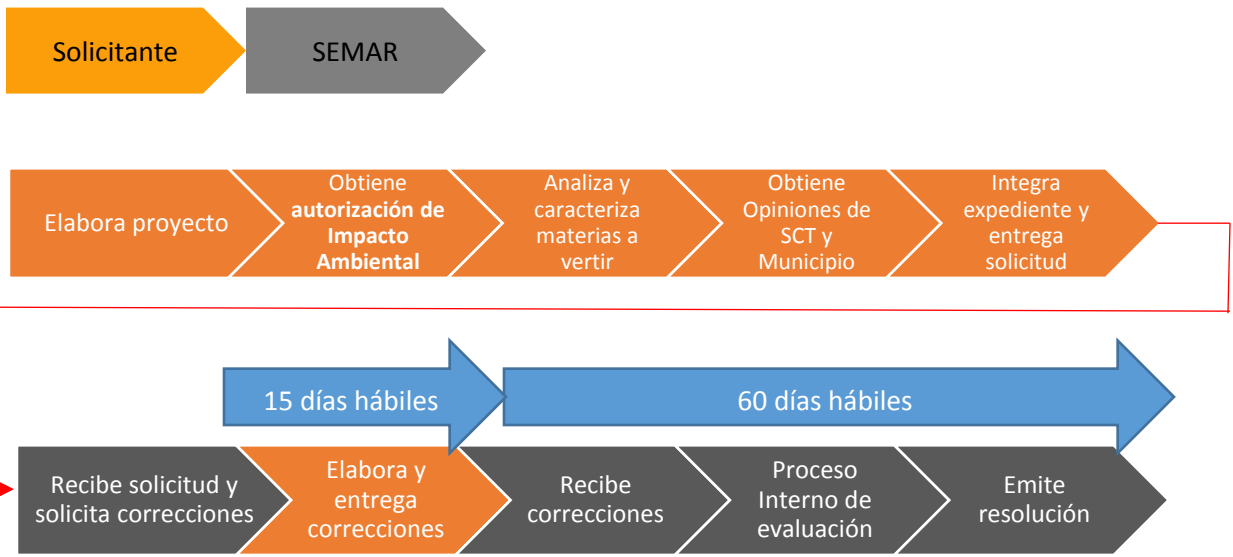 Solicitante
SEMAR
Elabora proyecto
Obtiene
autorización de
Impacto
Ambiental
Analiza y
caracteriza
materias a
vertir
Obtiene
Opiniones de
SCT y
Municipio
Integra
expediente y
entrega
solicitud
15 días hábiles
60 días hábiles
Recibe solicitud y
solicita correcciones
Elabora y
entrega
correcciones
Recibe
correcciones
Proceso
Interno de
evaluación
Emite
resolución